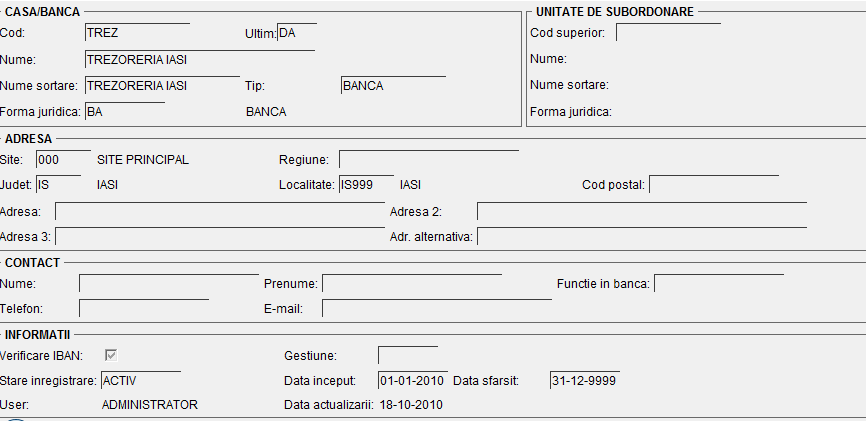 CASA/BANCA
Cod: TREZ Ultim: DA
Nume: TREZORERIA IASI
Nume sortare: TREZORERIA IASI Tip: BANCA
Forma juridica: BA BANCA
UNITATE DE SUBORDONARE
Cod superior:
Nume:
Nume sortare:
Forma juridica:
ADRESA
Site: 000 SITE PRINCIPAL Regiune:
Judet: IS IASI Localitate: IS999 IASI Cod postal:
Adresa: Adresa 2:
Adresa 3: Adr. alternativa:
CONTACT
Nume: Prenume: Functie in banca:
Telefon: E-mail:
INFORMATII
Verificare IBAN: Gestiune:
Stare inregistrare: ACTIV Data inceput: 01-01-2010 Data sfarsit: 31-12-9999
User: ADMINISTRATOR Data actualizarii: 18-10-2010